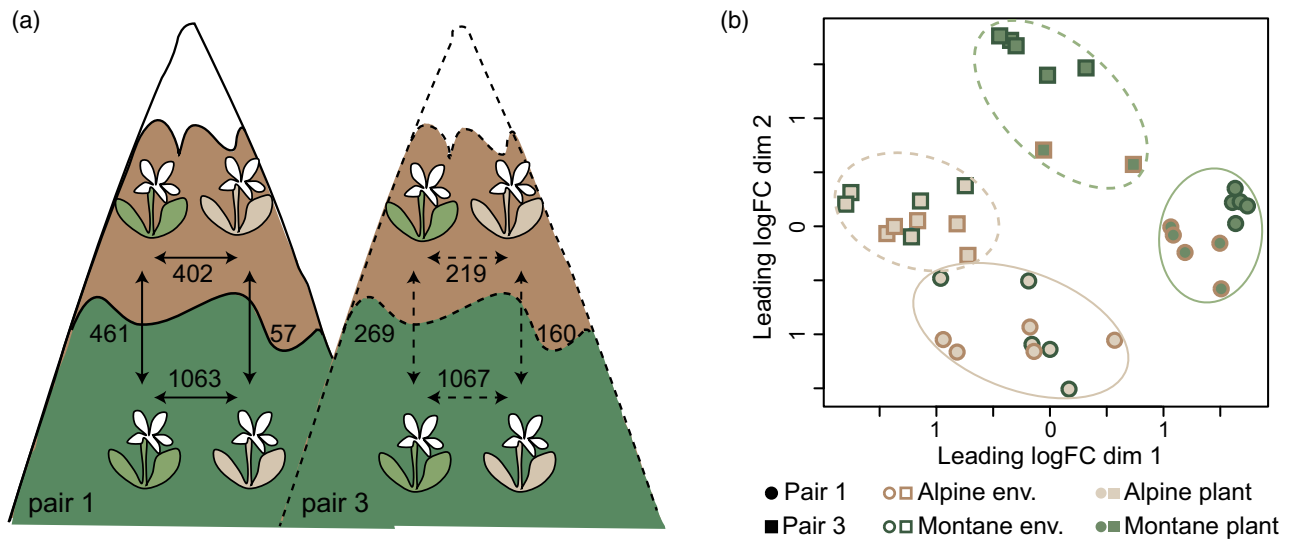 (a)
402
461
57
1063
pair 1
219
269
160
1067
pair 3
(b)
Leading logFC dim 2
1
0
1
1
0
1
Leading logFC dim 1
Pair 1
Alpine env.
Alpine plant
Pair 3
Montane env.
Montane plant